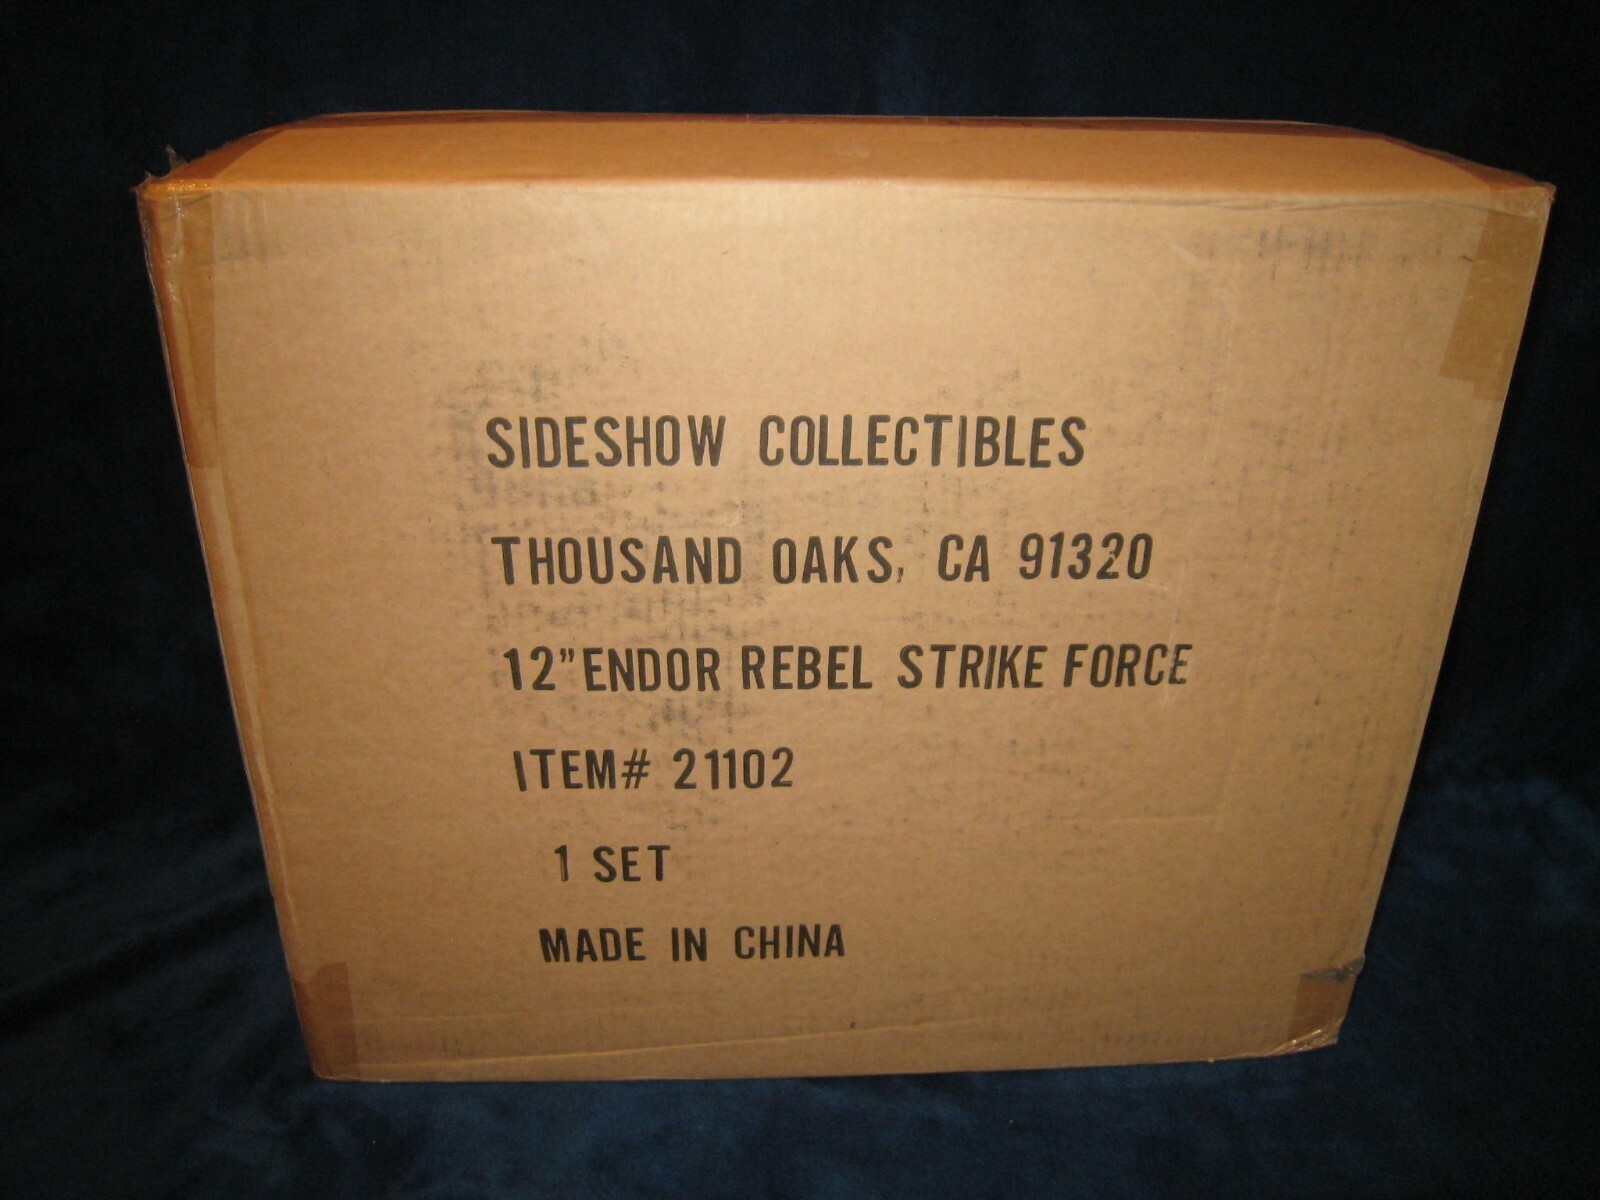 SIDESHOW COLLECTIBLES
THOUSAND OAKS, CA 91320
12" ENDOR REBEL STRIKE FORCE
ITEM# 21102
1 SET
MADE IN CHINA